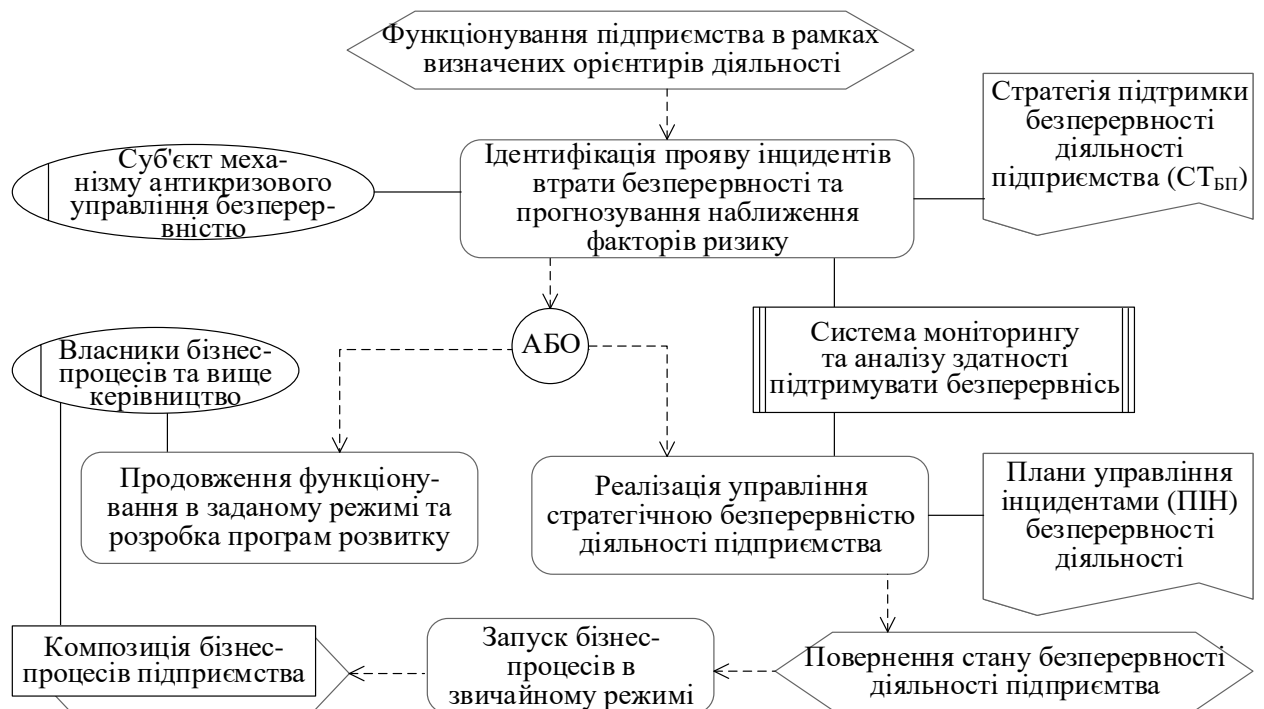 Функціонування підприємства в рамках
визначених орієнтирів діяльності
Стратегія підтримки
безперервності
діяльності
підприємства (СТБП)
Суб'єкт меха-
нізму антикризового
управління безперер-
вністю
Ідентифікація прояву інцидентів
втрати безперервності та
прогнозування наближення
факторів ризику
АБО
Власники бізнес-
процесів та вище
керівництво
Система моніторингу
та аналізу здатності
підтримувати безперервнісь
Продовження функціону-
вання в заданому режимі та
розробка програм розвитку
Реалізація управління
стратегічною безперервністю
діяльності підприємства
Плани управління
інцидентами (ПІН)
безперервності
діяльності
Композиція бізнес-
процесів підприємства
Запуск бізнес-
процесів в
звичайному режимі
Повернення стану безперервності
діяльності підприємтва